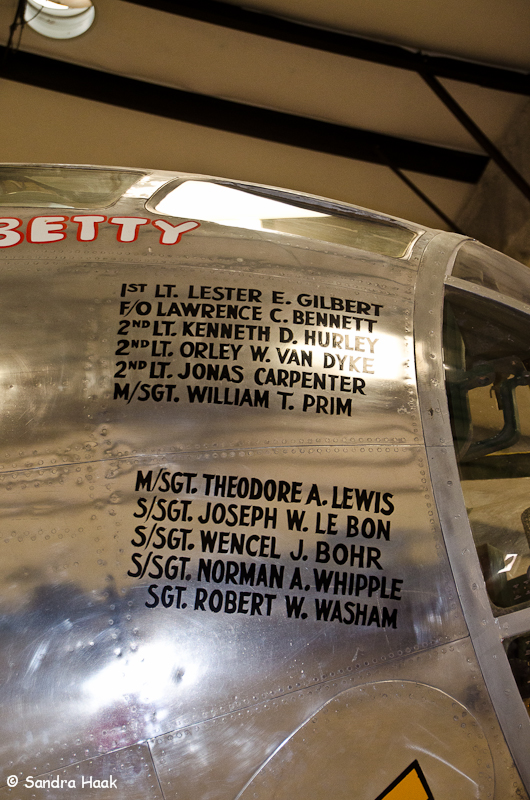 BETTY
1ST LT. LESTER E. GILBERT
F/O LAWRENCE C. BENNETT
2ND LT. KENNETH D. HURLEY
2ND LT. ORLEY W. VAN DYKE
2ND LT. JONAS CARPENTER
M/SGT. WILLIAM T. PRIM
M/SGT. THEODORE A. LEWIS
S/SGT. JOSEPH W. LE BON
S/SGT. WENCEL J. BOHR
S/SGT. NORMAN A. WHIPPLE
SGT. ROBERT W. WASHAM
© Sandra Haak